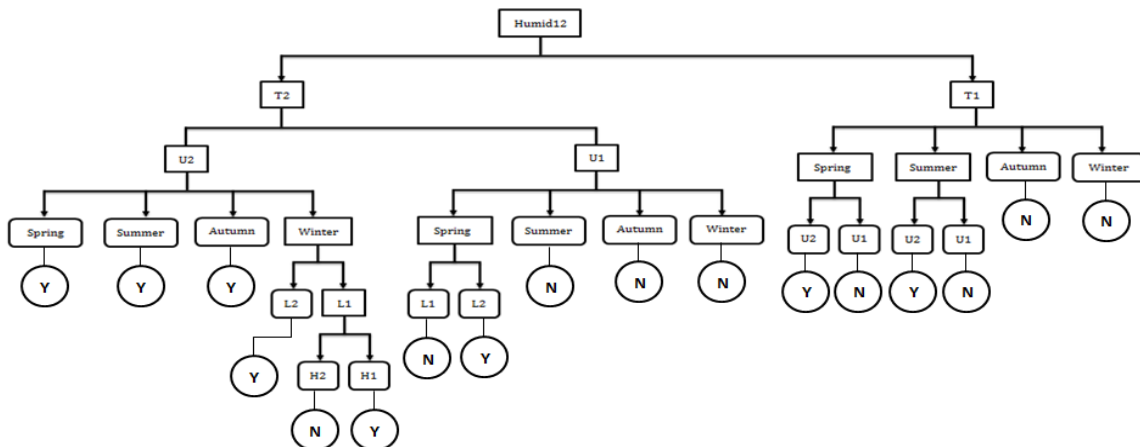 Humid12
T2
T1
U2
U1
Spring
Summer
Autumn
Winter
Spring
Summer
Autumn
Winter
Spring
Summer
Autumn
Winter
U2
U1
U2
U1
N
N
Y
Y
Y
L2
L1
L1
L2
N
N
N
Y
N
Y
N
Y
H2
H1
N
Y
N
Y